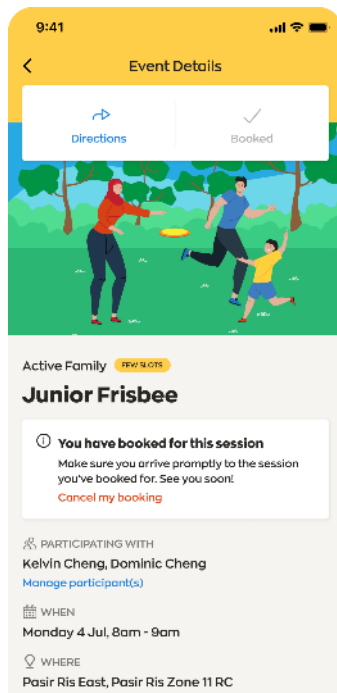 9:41
Event Details
Directions
Booked
Active Family FEW SLOTS
Junior Frisbee
You have booked for this session
Make sure you arrive promptly to the session
you've booked for. See you soon!
Cancel my booking
PARTICIPATING WITH
Kelvin Cheng, Dominic Cheng
Manage participant(s)
WHEN
Monday 4 Jul, 8am - 9am
WHERE
Pasir Ris East, Pasir Ris Zone 11 RC